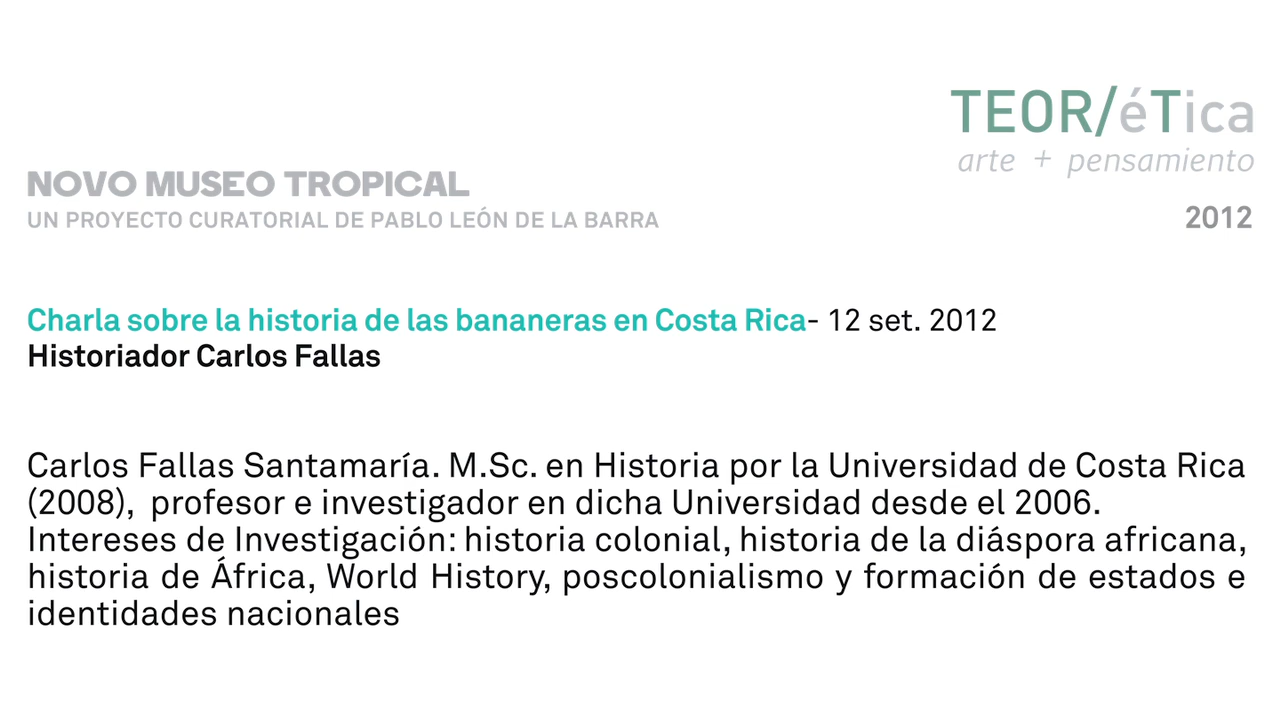 TEOR/éTica
arte + pensamiento
NOVO MUSEO TROPICAL
UN PROYECTO CURATORIAL DE PABLO LEÓN DE LA BARRA
2012
Charla sobre la historia de las bananeras en Costa Rica- 12 set. 2012
Historiador Carlos Fallas
Carlos Fallas Santamaría. M.Sc. en Historia por la Universidad de Costa Rica
(2008), profesor e investigador en dicha Universidad desde el 2006.
Intereses de Investigación: historia colonial, historia de la diáspora africana,
historia de África, World History, poscolonialismo y formación de estados e
identidades nacionales